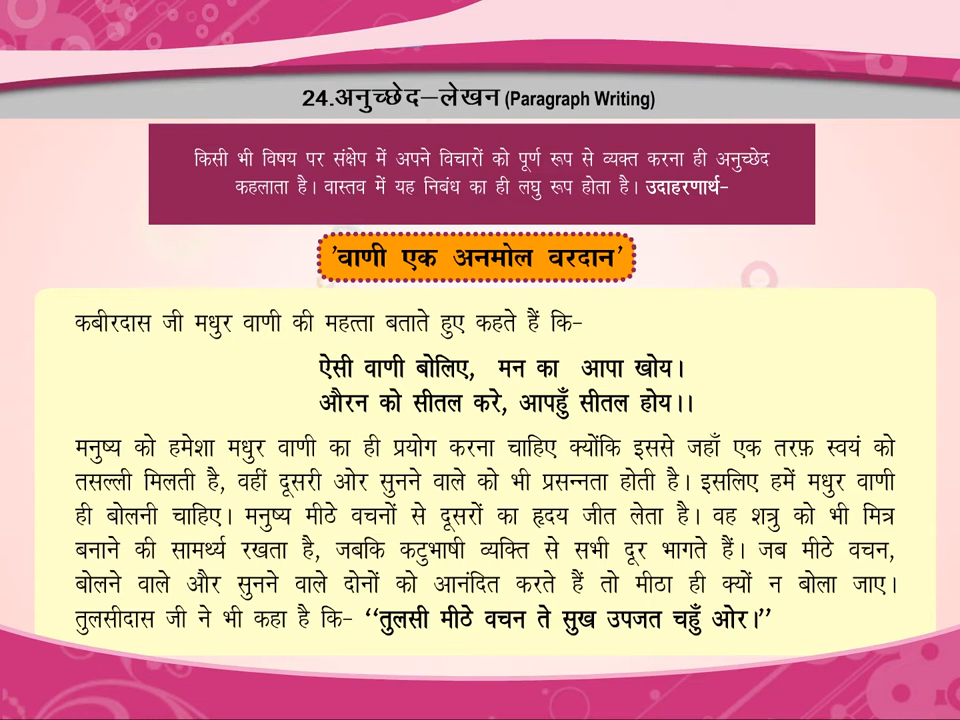 24.अनुच्छेद–लेखन (Paragraph Writing)
किसी भी विषय पर संक्षेप में अपने विचारों को पूर्ण रूप से व्यक्त करना ही अनुच्छेद
कहलाता है। वास्तव में यह निबंध का ही लघु रूप होता है। उदाहरणार्थ–
'वाणी एक अनमोल वरदान'
कबीरदास जी मधुर वाणी की महत्ता बताते हुए कहते हैं कि–
ऐसी वाणी बोलिए, मन का आपा खोय।
औरन को सीतल करे, आपहुँ सीतल होय।।
मनुष्य को हमेशा मधुर वाणी का ही प्रयोग करना चाहिए क्योंकि इससे जहाँ एक तरफ़ स्वयं को
तसल्ली मिलती है, वहीं दूसरी ओर सुनने वाले को भी प्रसन्नता होती है। इसलिए हमें मधुर वाणी
ही बोलनी चाहिए। मनुष्य मीठे वचनों से दूसरों का हृदय जीत लेता है। वह शत्रु को भी मित्र
बनाने की सामर्थ्य रखता है, जबकि कटुभाषी व्यक्ति से सभी दूर भागते हैं। जब मीठे वचन,
बोलने वाले और सुनने वाले दोनों को आनंदित करते हैं तो मीठा ही क्यों न बोला जाए।
तुलसीदास जी ने भी कहा है कि– “तुलसी मीठे वचन ते सुख उपजत चहुँ ओर।”